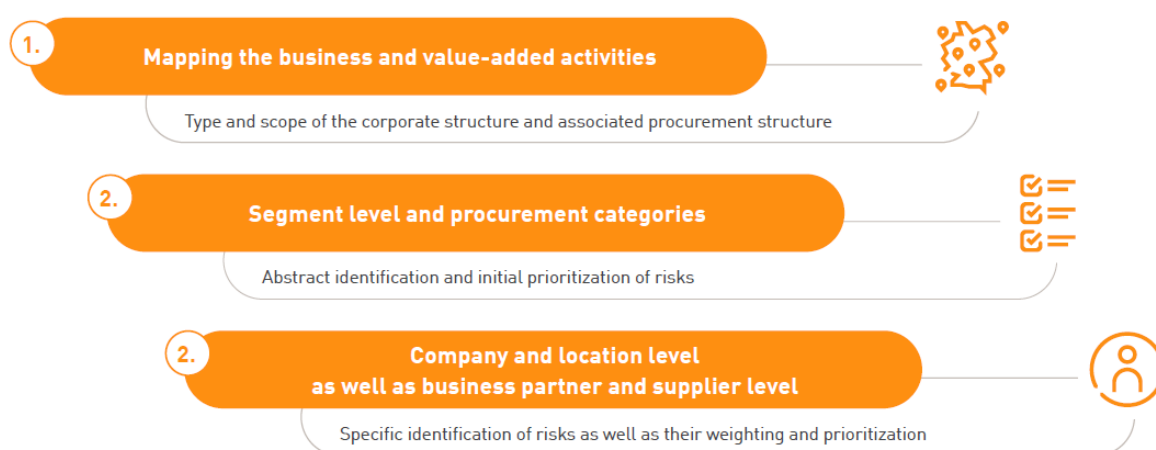 1.
Mapping the business and value-added activities
Type and scope of the corporate structure and associated procurement structure
2.
Segment level and procurement categories
Abstract identification and initial prioritization of risks
2.
Company and location level
as well as business partner and supplier level
Specific identification of risks as well as their weighting and prioritization